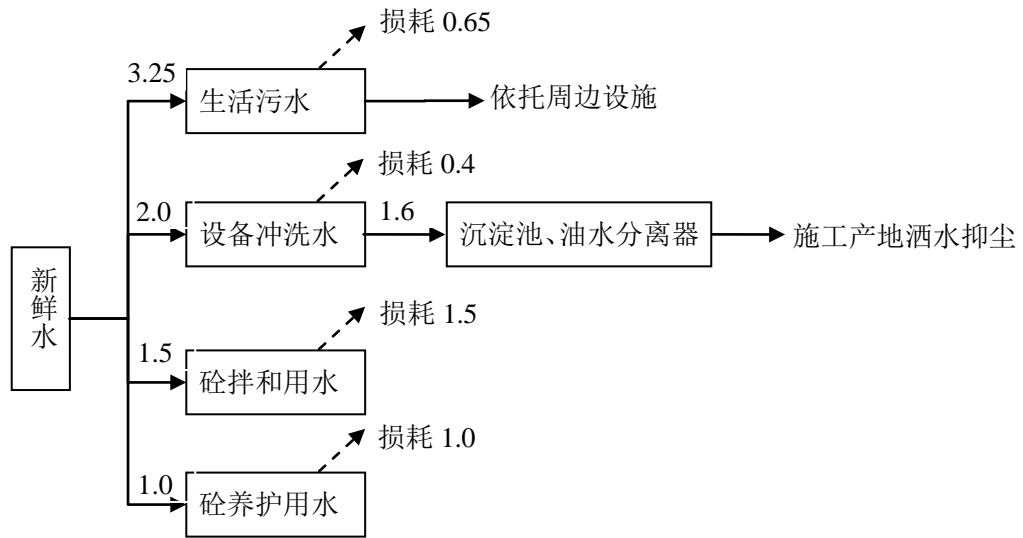 损耗 0.65
3.25
生活污水
依托周边设施
损耗 0.4
2.0
设备冲洗水
1.6
沉淀池、油水分离器
施工产地洒水抑尘
新鲜水
损耗 1.5
1.5
砼拌和用水
损耗 1.0
1.0
砼养护用水